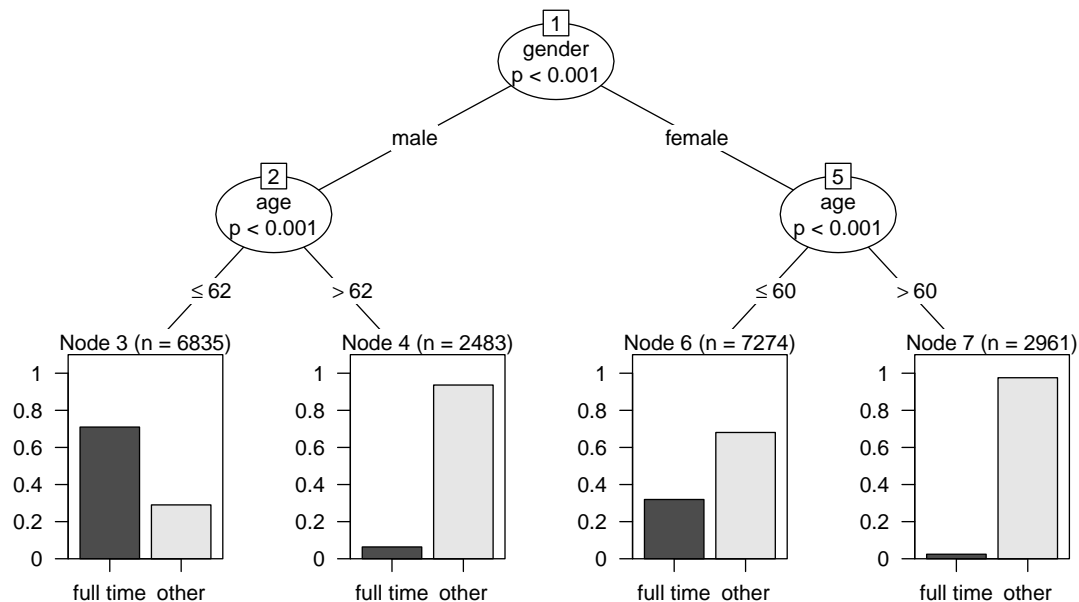 1
gender
p < 0.001
male
female
2
age
p < 0.001
5
age
p < 0.001
≤ 62
> 62
≤ 60
> 60
Node 3 (n = 6835)
1
0.8
0.6
0.4
0.2
0
full time other
Node 4 (n = 2483)
1
0.8
0.6
0.4
0.2
0
full time other
Node 6 (n = 7274)
1
0.8
0.6
0.4
0.2
0
full time other
Node 7 (n = 2961)
1
0.8
0.6
0.4
0.2
0
full time other